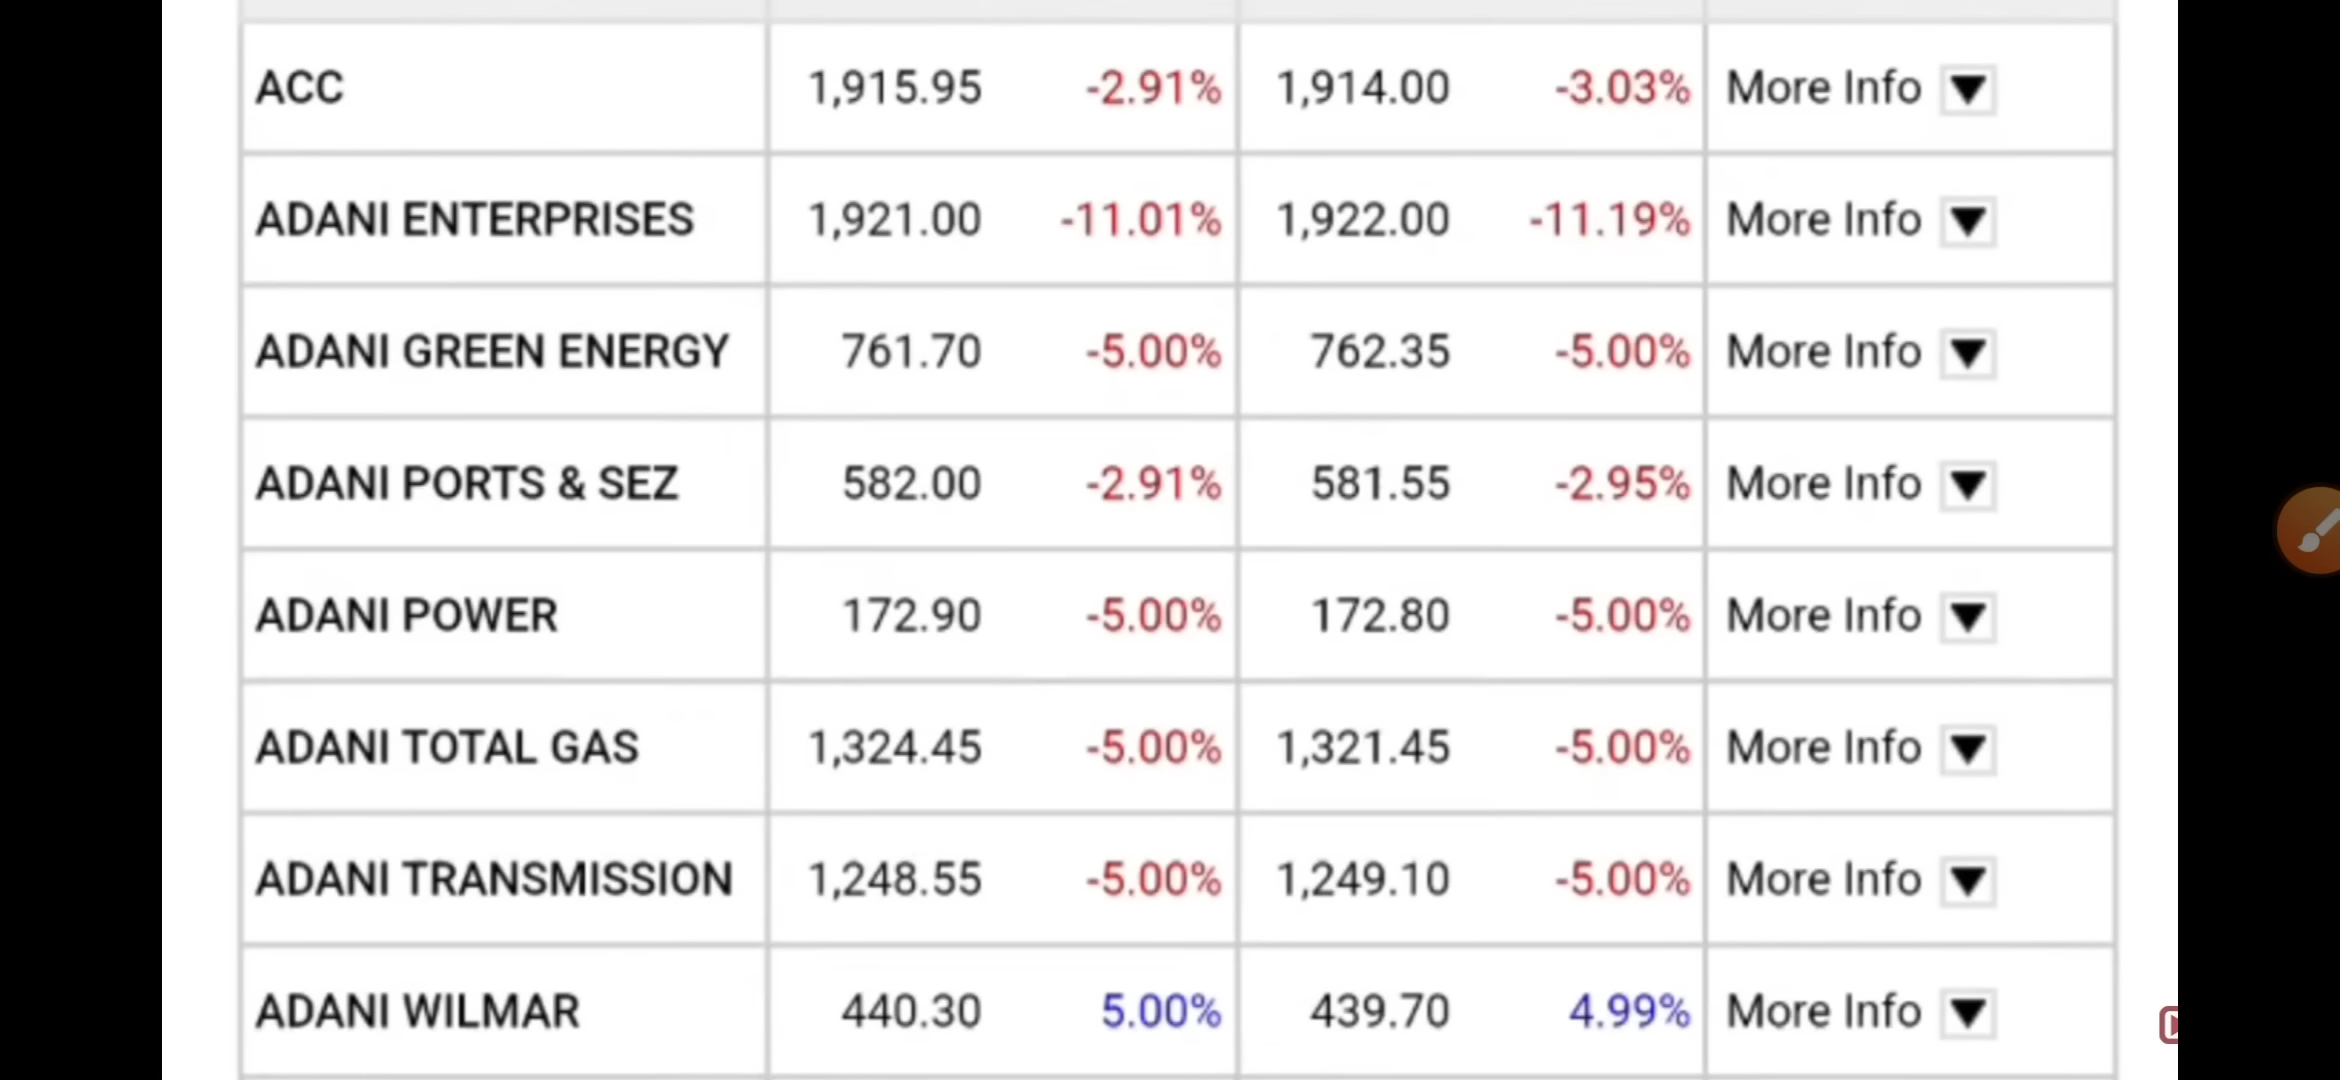 ACC 1,915.95 -2.91% 1,914.00 -3.03% More Info
ADANI ENTERPRISES 1,921.00 -11.01% 1,922.00 -11.19% More Info
ADANI GREEN ENERGY 761.70 -5.00% 762.35 -5.00% More Info
ADANI PORTS & SEZ 582.00 -2.91% 581.55 -2.95% More Info
ADANI POWER 172.90 -5.00% 172.80 -5.00% More Info
ADANI TOTAL GAS 1,324.45 -5.00% 1,321.45 -5.00% More Info
ADANI TRANSMISSION 1,248.55 -5.00% 1,249.10 -5.00% More Info
ADANI WILMAR 440.30 5.00% 439.70 4.99% More Info